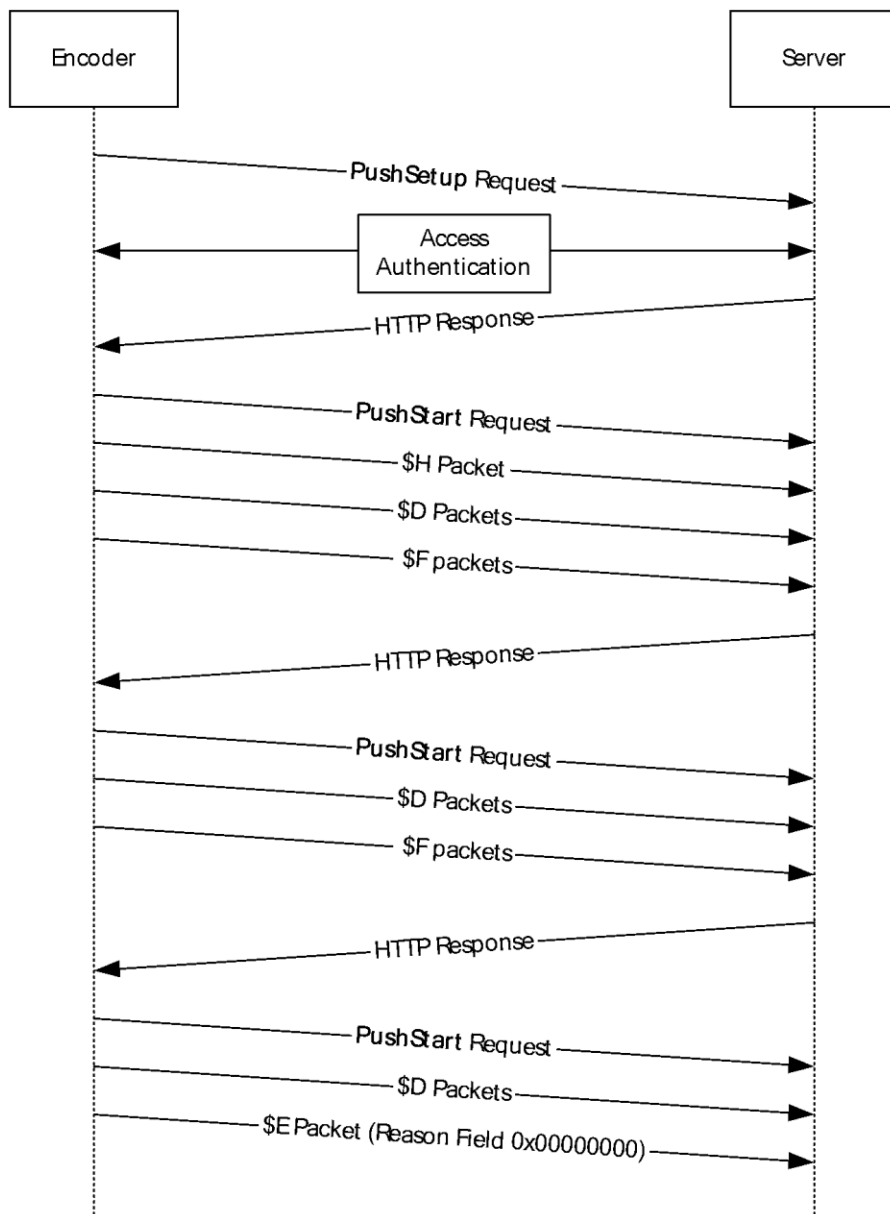 Encoder
Server
PushSetup Request
Access
Authentication
HTTP Response
PushStart Request
$H Packet
$D Packets
$F packets
HTTP Response
PushStart Request
$D Packets
$F packets
HTTP Response
PushStart Request
$D Packets
$E Packet (Reason Field 0x00000000)